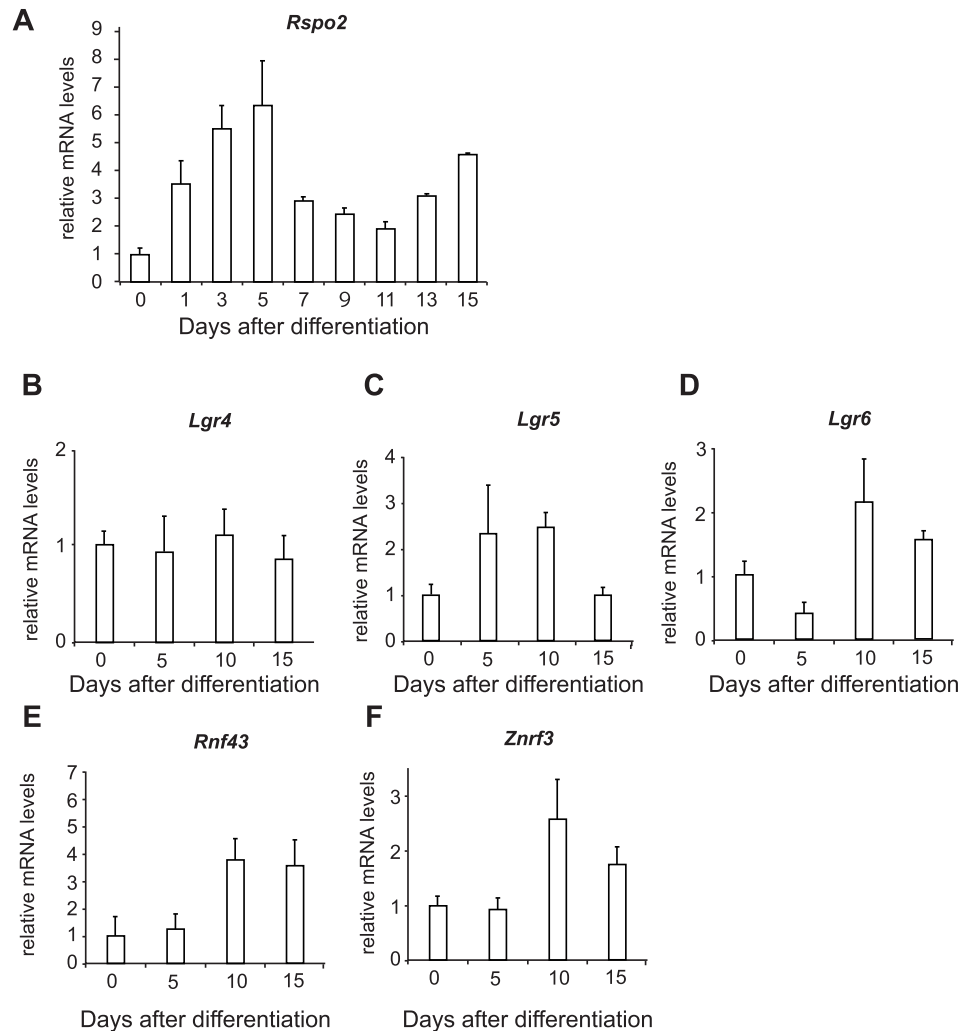 A
Rspo2
relative mRNA levels
9
8
7
6
5
4
3
2
1
0
0 1 3 5 7 9 11 13 15
Days after differentiation
B
Lgr4
relative mRNA levels
2
1
0
0 5 10 15
Days after differentiation
C
Lgr5
relative mRNA levels
4
3
2
1
0
0 5 10 15
Days after differentiation
D
Lgr6
relative mRNA levels
3
2
1
0
0 5 10 15
Days after differentiation
E
Rnf43
relative mRNA levels
7
6
5
4
3
2
1
0
0 5 10 15
Days after differentiation
F
Znrf3
relative mRNA levels
3
2
1
0
0 5 10 15
Days after differentiation